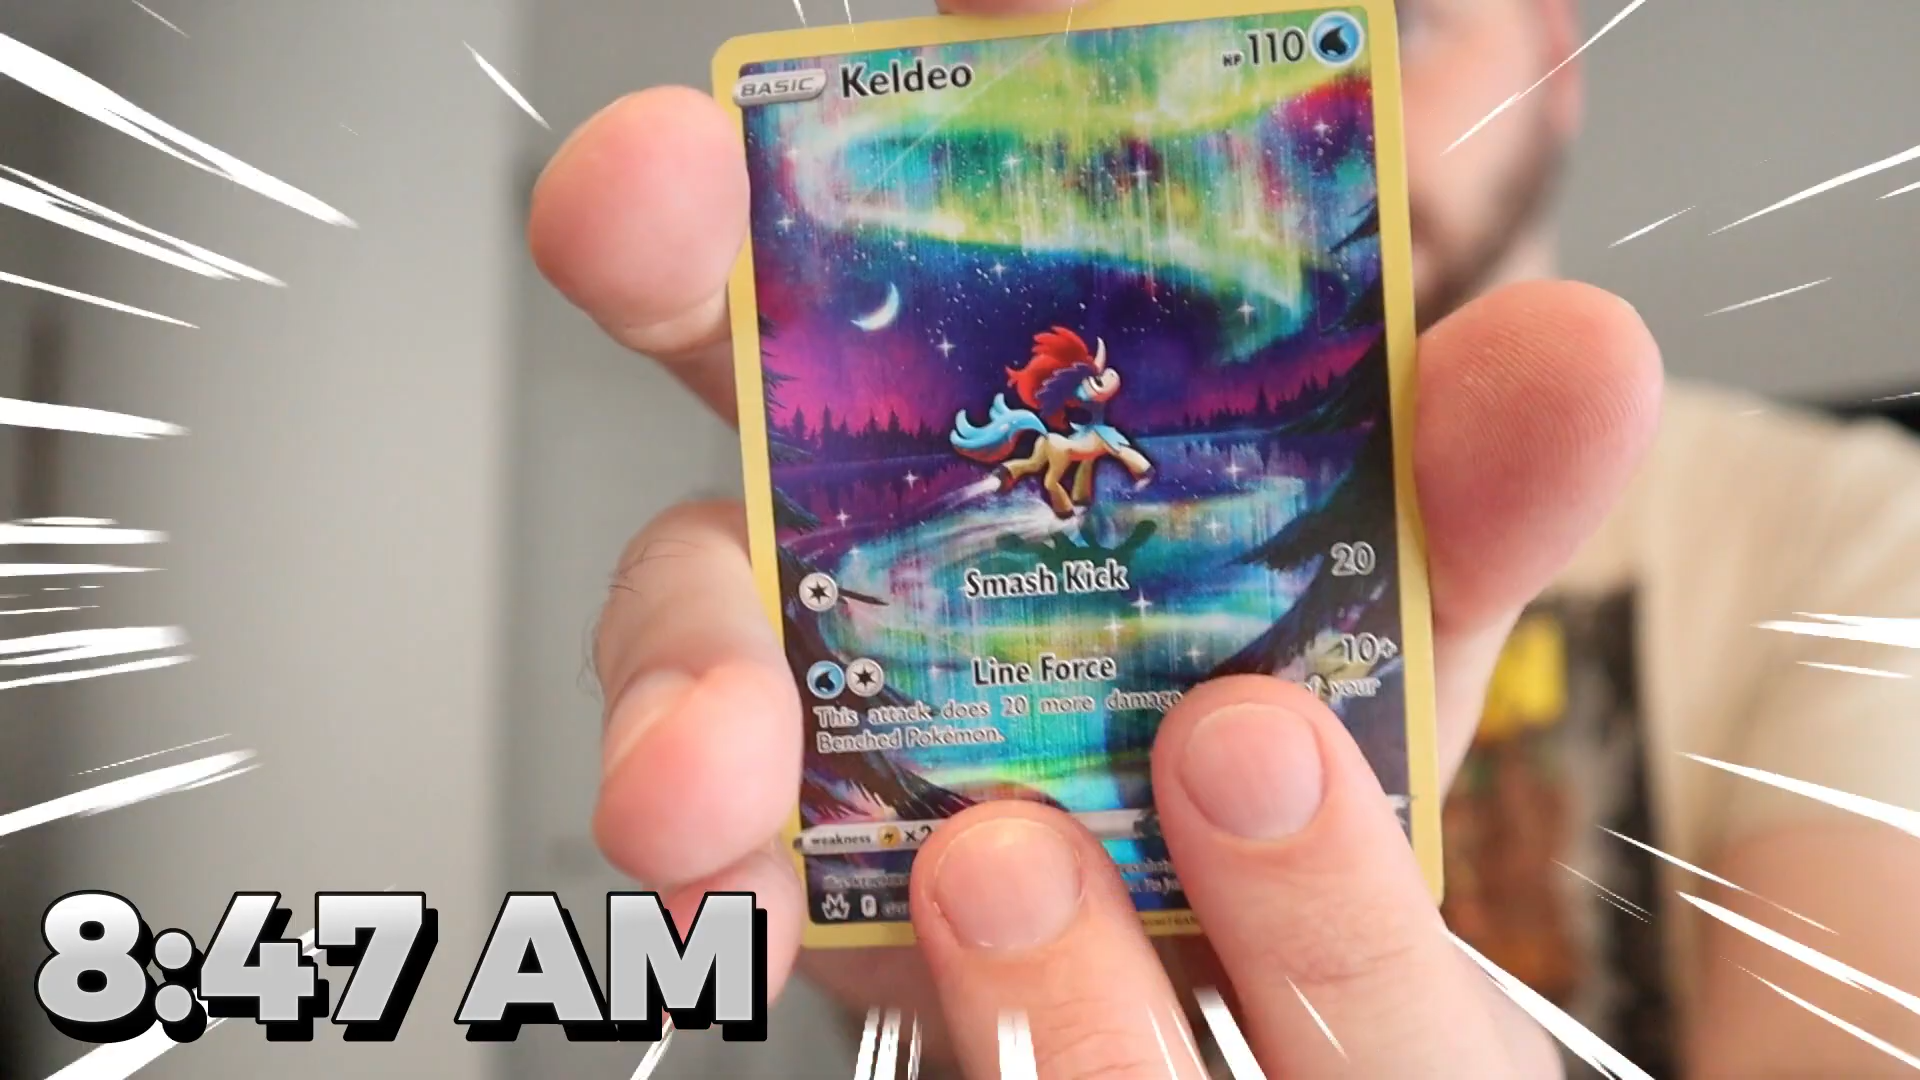 BASIC Keldeo HP 110
Smash Kick 20
Line Force 10+
This attack does 20 more damage your
Benched Pokémon.
weakness x2
8:47 AM